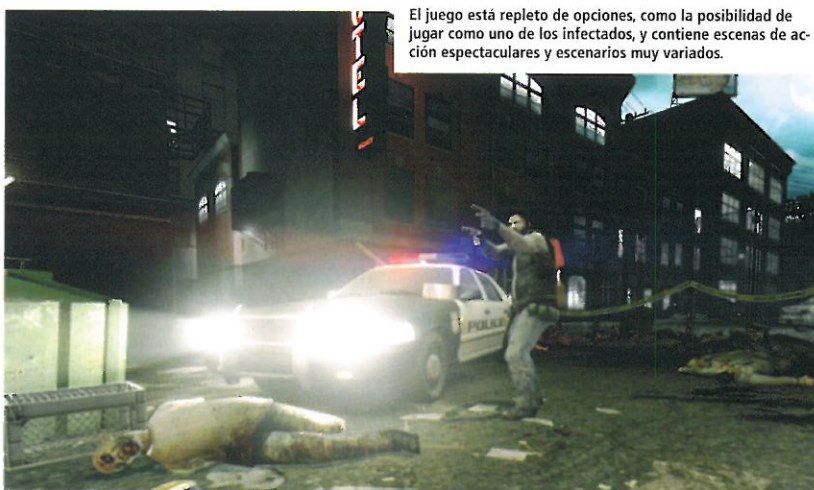 El juego está repleto de opciones, como la posibilidad de
jugar como uno de los infectados, y contiene escenas de ac-
ción espectaculares y escenarios muy variados.
OTEL
POLICE